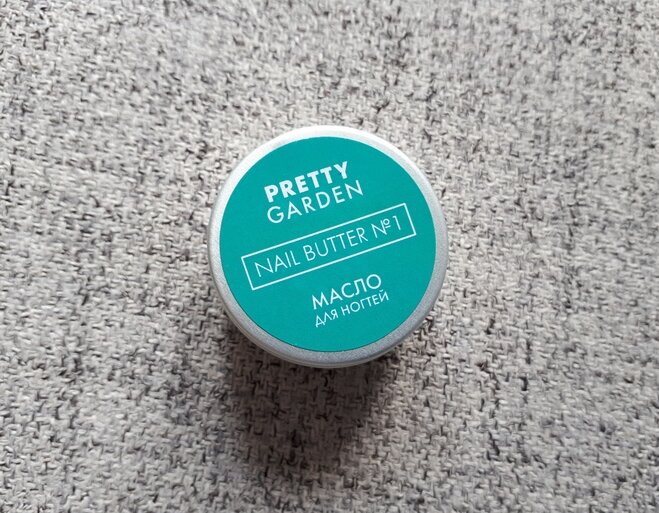 PRETTY
GARDEN
NAIL BUTTER №1
МАСЛО
ДЛЯ НОГТЕЙ